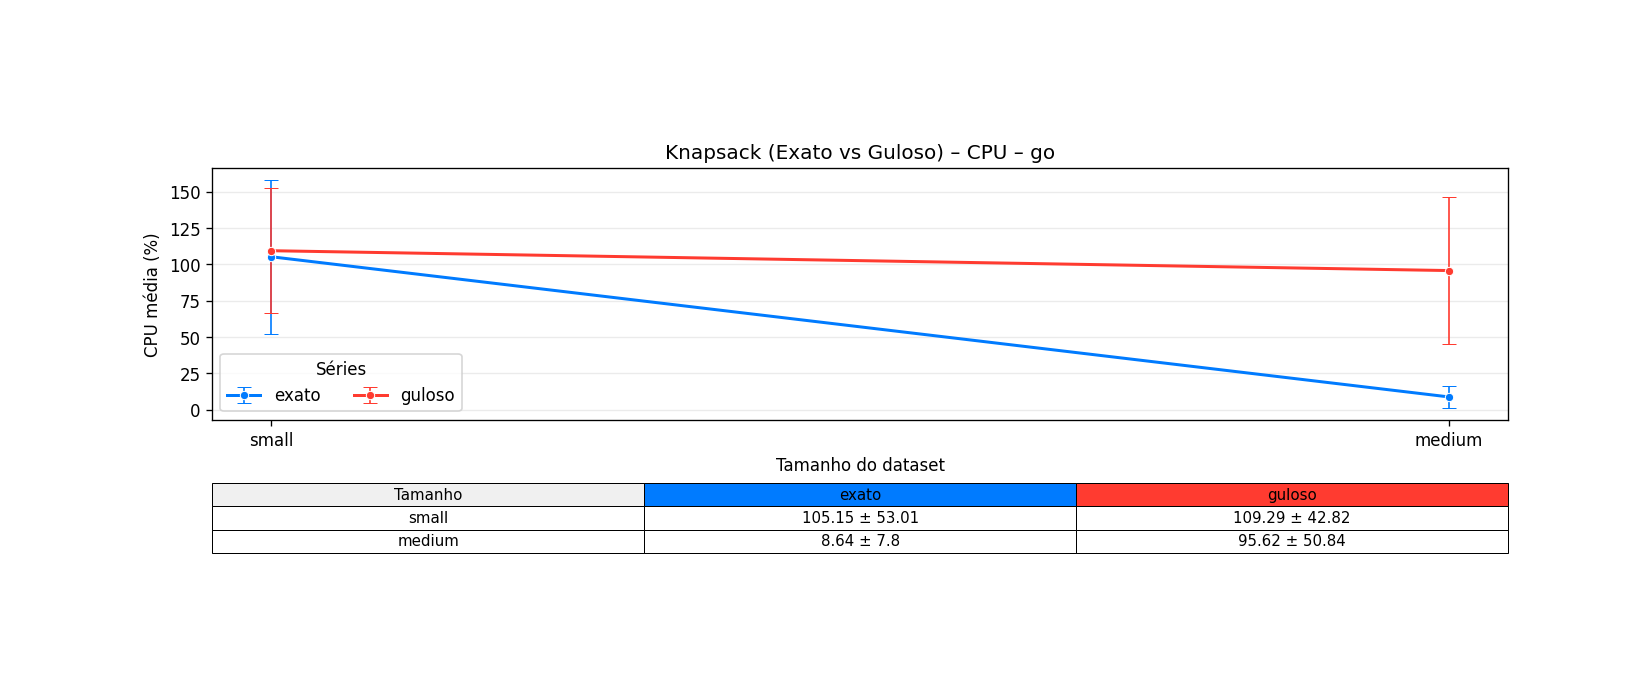 Knapsack (Exato vs Guloso) – CPU – go
CPU média (%)
150
125
100
75
50
25
0
Séries
exato guloso
small medium
Tamanho do dataset
Tamanho exato guloso
small 105.15 ± 53.01 109.29 ± 42.82
medium 8.64 ± 7.8 95.62 ± 50.84